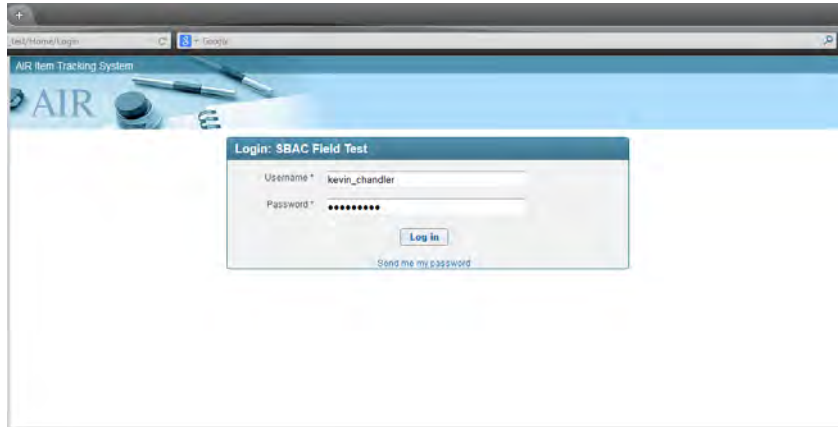 +
_test/Home/Login
Google
AIR Item Tracking System
AIR
Login: SBAC Field Test
Username * kevin_chandler
Password * •••••••••
Log in
Send me my password